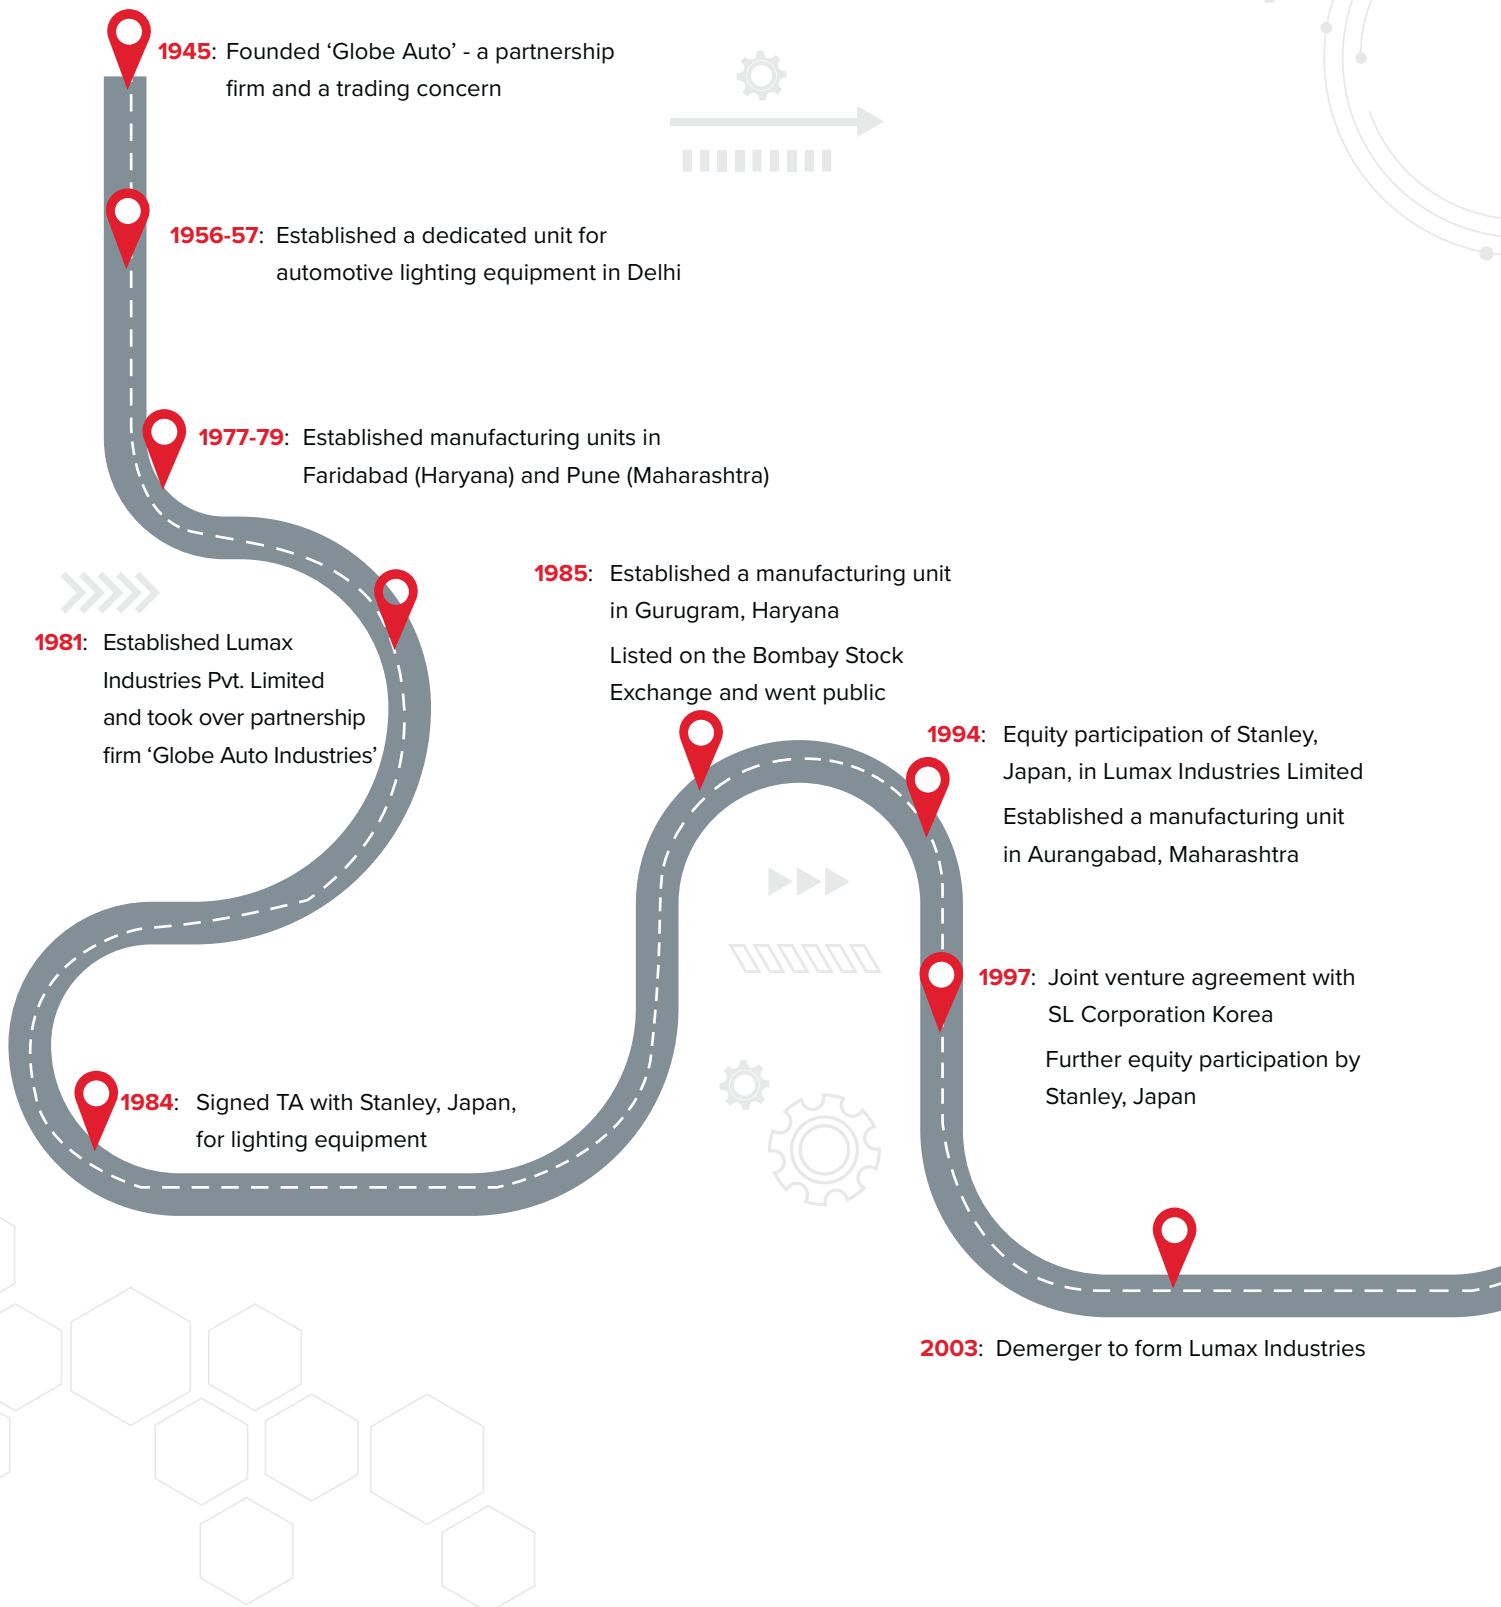 1945: Founded ‘Globe Auto’ - a partnership
firm and a trading concern
1956-57: Established a dedicated unit for
automotive lighting equipment in Delhi
1977-79: Established manufacturing units in
Faridabad (Haryana) and Pune (Maharashtra)
1981: Established Lumax
Industries Pvt. Limited
and took over partnership
firm ‘Globe Auto Industries’
1984: Signed TA with Stanley, Japan,
for lighting equipment
1985: Established a manufacturing unit
in Gurugram, Haryana
Listed on the Bombay Stock
Exchange and went public
1994: Equity participation of Stanley,
Japan, in Lumax Industries Limited
Established a manufacturing unit
in Aurangabad, Maharashtra
1997: Joint venture agreement with
SL Corporation Korea
Further equity participation by
Stanley, Japan
2003: Demerger to form Lumax Industries